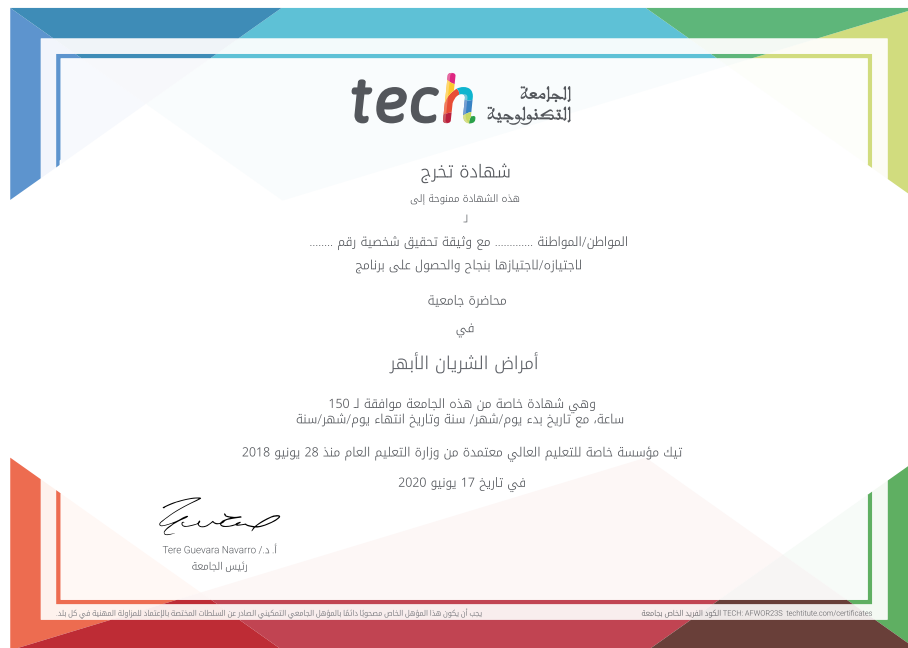 tech الجامعة
التكنولوجية
شهادة تخرج
هذه الشهادة ممنوحة إلى
لـ
المواطن/المواطنة ............. مع وثيقة تحقيق شخصية رقم ........
لاجتيازه/لاجتيازها بنجاح والحصول على برنامج
محاضرة جامعية
في
أمراض الشريان الأبهر
وهي شهادة خاصة من هذه الجامعة موافقة لـ 150
ساعة، مع تاريخ بدء يوم/شهر/ سنة وتاريخ انتهاء يوم/شهر/سنة
تيك مؤسسة خاصة للتعليم العالي معتمدة من وزارة التعليم العام منذ 28 يونيو 2018
في تاريخ 17 يونيو 2020
أ. د./ Tere Guevara Navarro
رئيس الجامعة
يجب أن يكون هذا المؤهل الخاص مصحوبًا دائمًا بالمؤهل الجامعي التمكيني الصادر عن السلطات المختصة بالإعتماد للمزاولة المهنية في كل بلد.
الكود الفريد الخاص بجامعة TECH: AFWOR23S techtitute.com/certificates